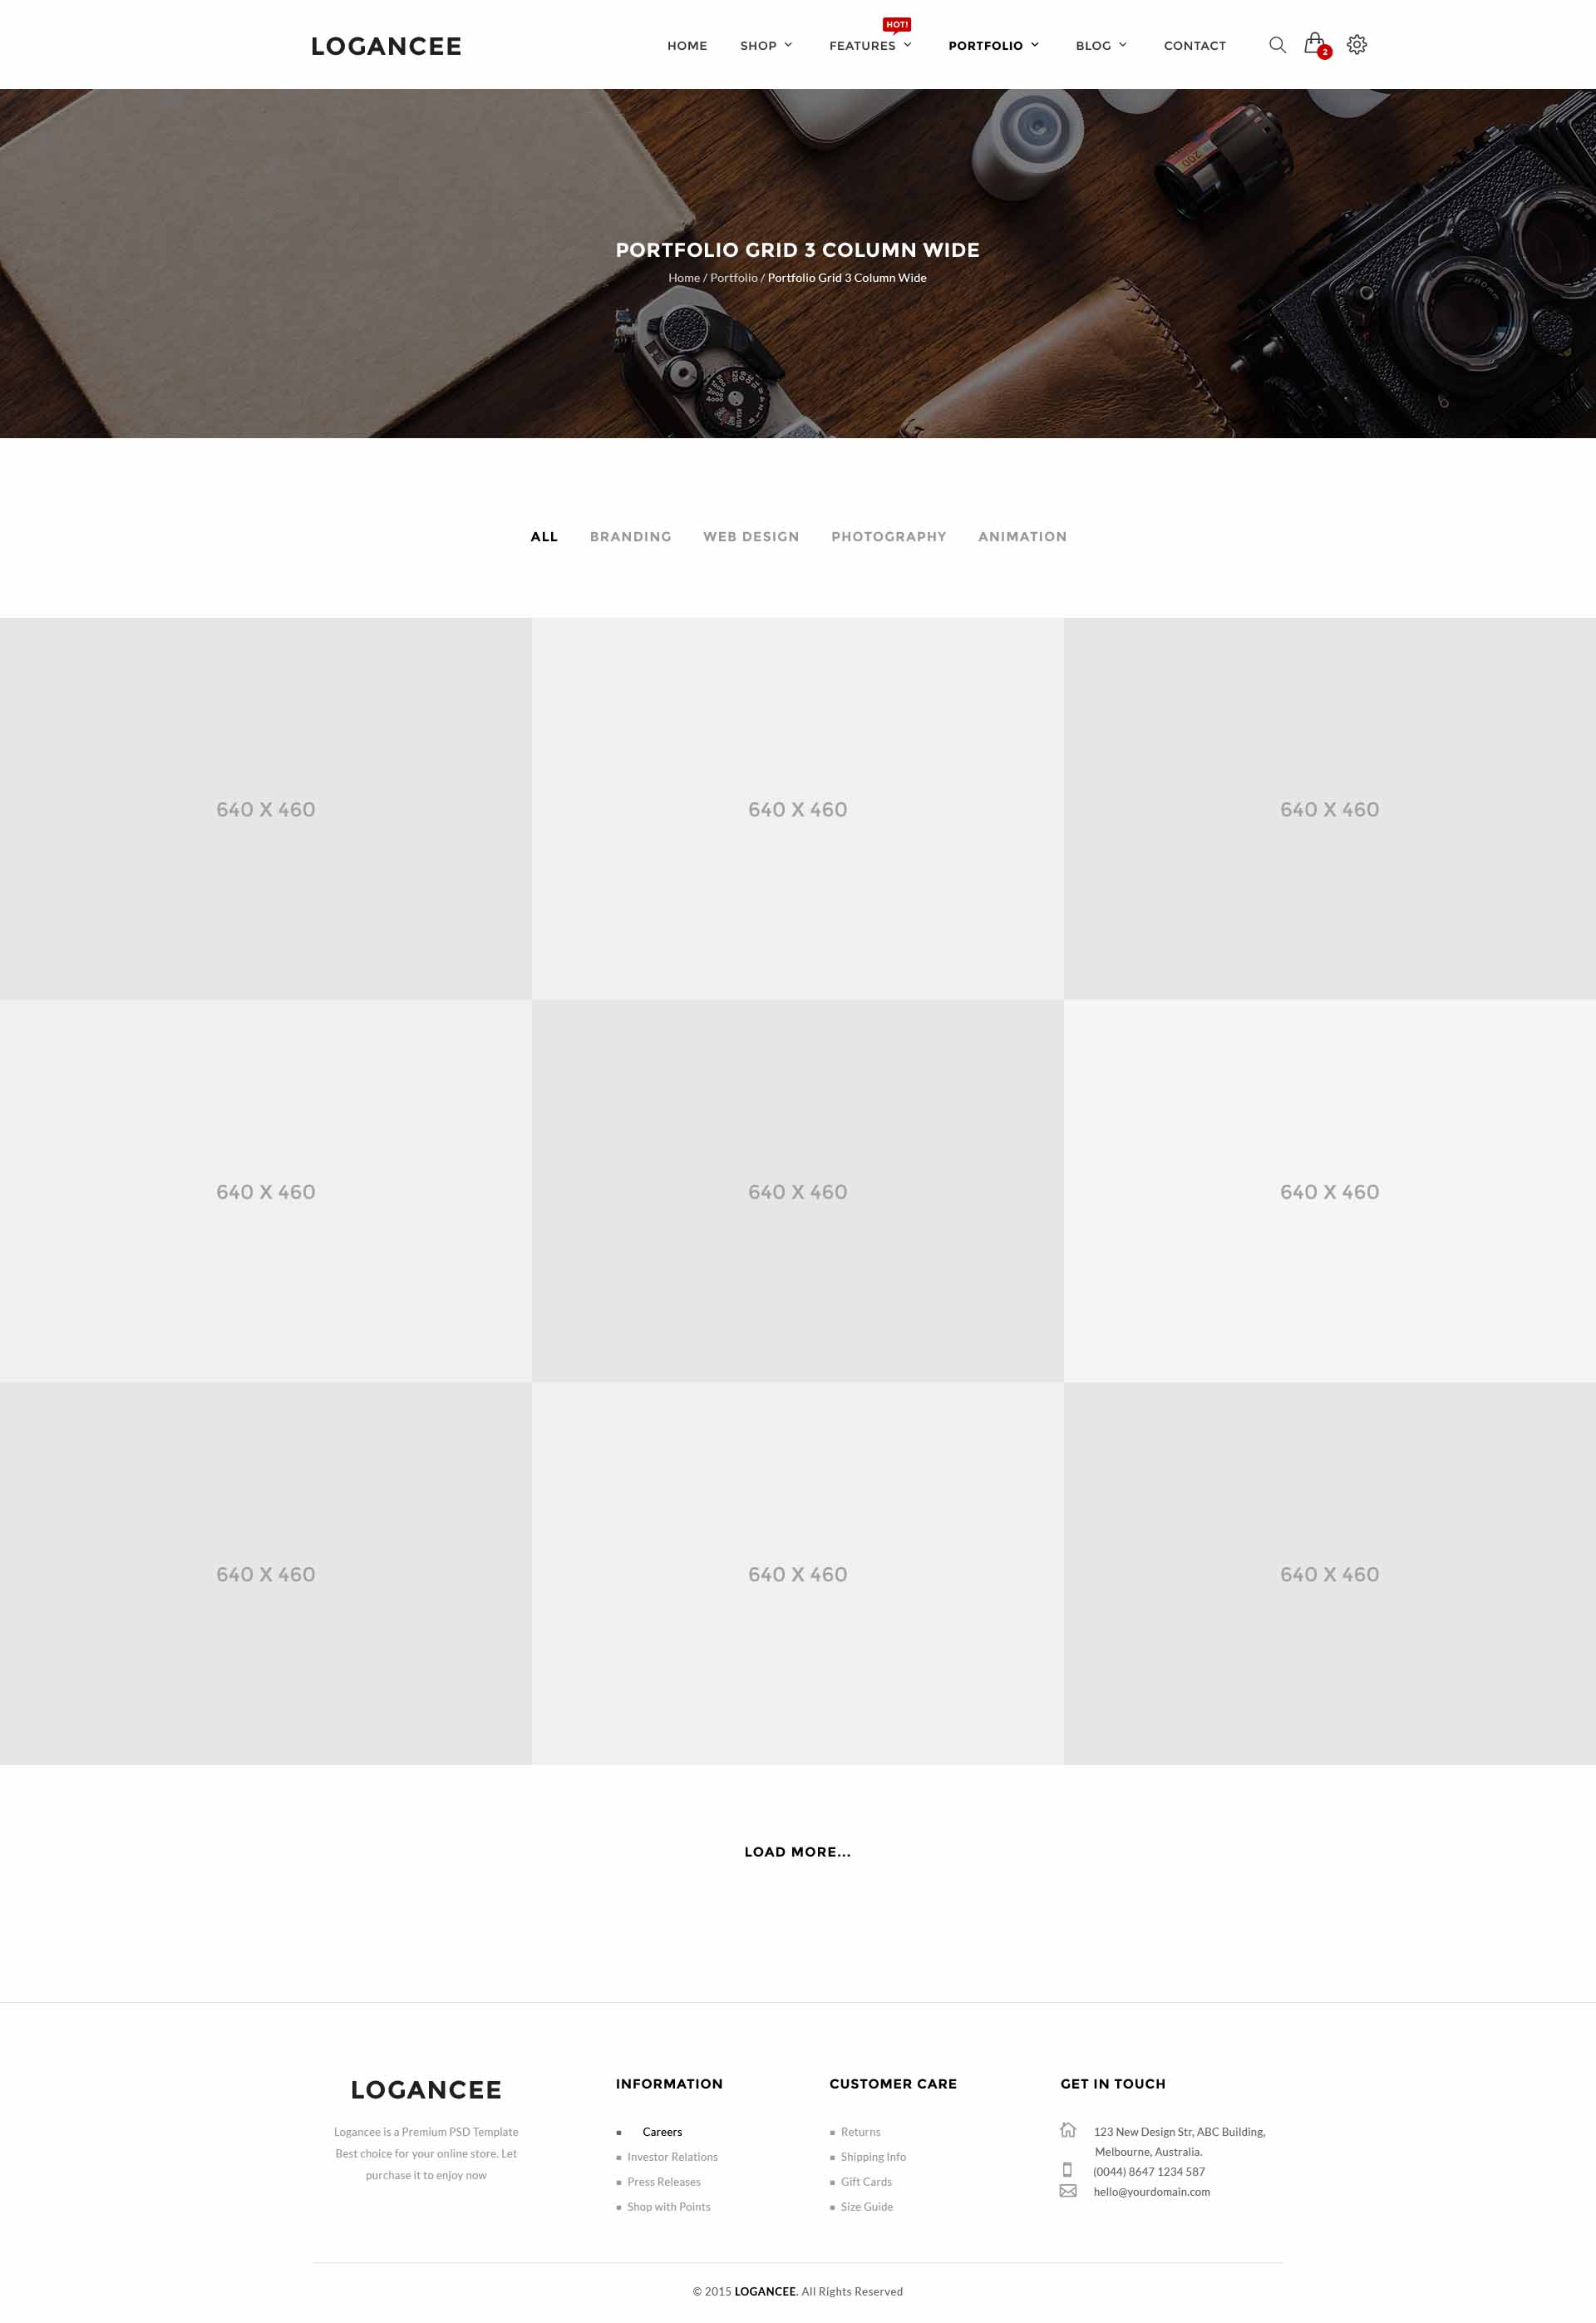 LOGANCEE
HOME SHOP FEATURES HOT! PORTFOLIO BLOG CONTACT 2
PORTFOLIO GRID 3 COLUMN WIDE
Home / Portfolio / Portfolio Grid 3 Column Wide
ALL BRANDING WEB DESIGN PHOTOGRAPHY ANIMATION
640 X 460 640 X 460 640 X 460
640 X 460 640 X 460 640 X 460
640 X 460 640 X 460 640 X 460
LOAD MORE...
LOGANCEE
Logancee is a Premium PSD Template
Best choice for your online store. Let
purchase it to enjoy now
INFORMATION
Careers
Investor Relations
Press Releases
Shop with Points
CUSTOMER CARE
Returns
Shipping Info
Gift Cards
Size Guide
GET IN TOUCH
123 New Design Str, ABC Building,
Melbourne, Australia.
(0044) 8647 1234 587
hello@yourdomain.com
© 2015 LOGANCEE. All Rights Reserved